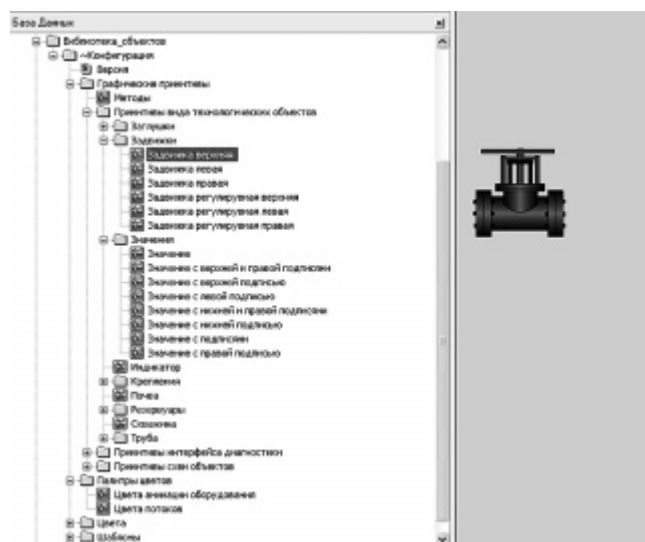 База Данных
Библиотека_объектов
~Конфигурация
Версия
Графические примитивы
Методы
Примитивы вида технологических объектов
Заглушки
Задвижки
Задвижка верхняя
Задвижка левая
Задвижка правая
Задвижка регулируемая верхняя
Задвижка регулируемая левая
Задвижка регулируемая правая
Значения
Значение
Значение с верхней и правой подписями
Значение с верхней подписью
Значение с левой подписью
Значение с нижней и правой подписями
Значение с нижней подписью
Значение с подписями
Значение с правой подписью
Индикатор
Крепления
Почва
Резервуары
Скважина
Труба
Примитивы интерфейса диагностики
Примитивы схем объектов
Палитры цветов
Цвета анимации оборудования
Цвета потоков
Цвета
Шаблоны